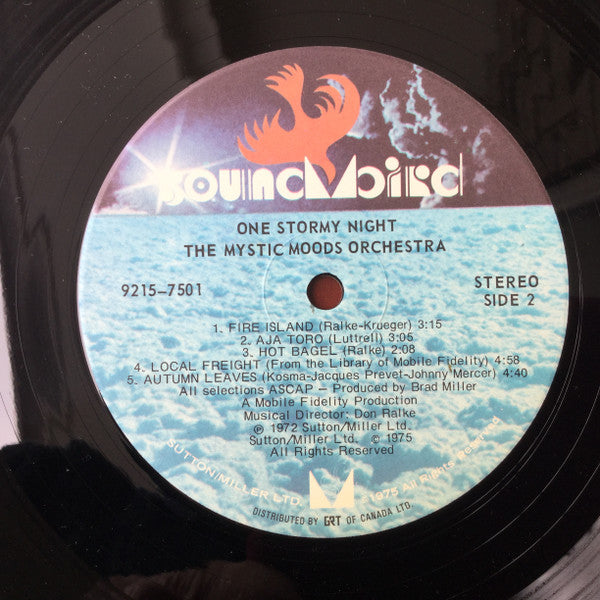 soundbird
ONE STORMY NIGHT
THE MYSTIC MOODS ORCHESTRA
9215-7501
STEREO
SIDE 2
1. FIRE ISLAND (Ralke-Krueger) 3:15
2. AJA TORO (Luttrell) 3:05
3. HOT BAGEL (Ralke) 2:08
4. LOCAL FREIGHT (From the Library of Mobile Fidelity) 4:58
5. AUTUMN LEAVES (Kosma-Jacques Prevet-Johnny Mercer) 4:40
All selections ASCAP – Produced by Brad Miller
A Mobile Fidelity Production
Musical Director: Don Ralke
℗ 1972 Sutton/Miller Ltd.
Sutton/Miller Ltd. © 1975
All Rights Reserved
SUTTON/MILLER LTD. ©1975 All Rights Reserved
DISTRIBUTED BY GRT OF CANADA LTD.